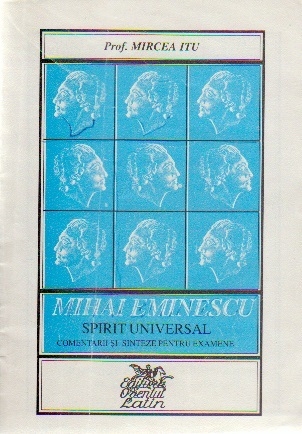 Prof. MIRCEA ITU
MIHAI EMINESCU
SPIRIT UNIVERSAL
COMENTARII ȘI SINTEZE PENTRU EXAMENE
Editura
Orientul
Latin